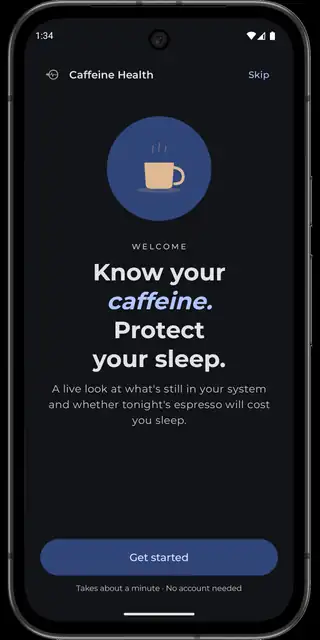 1:34
Caffeine Health
Skip
WELCOME
Know your
caffeine.
Protect
your sleep.
A live look at what's still in your system
and whether tonight's espresso will cost
you sleep.
Get started
Takes about a minute · No account needed